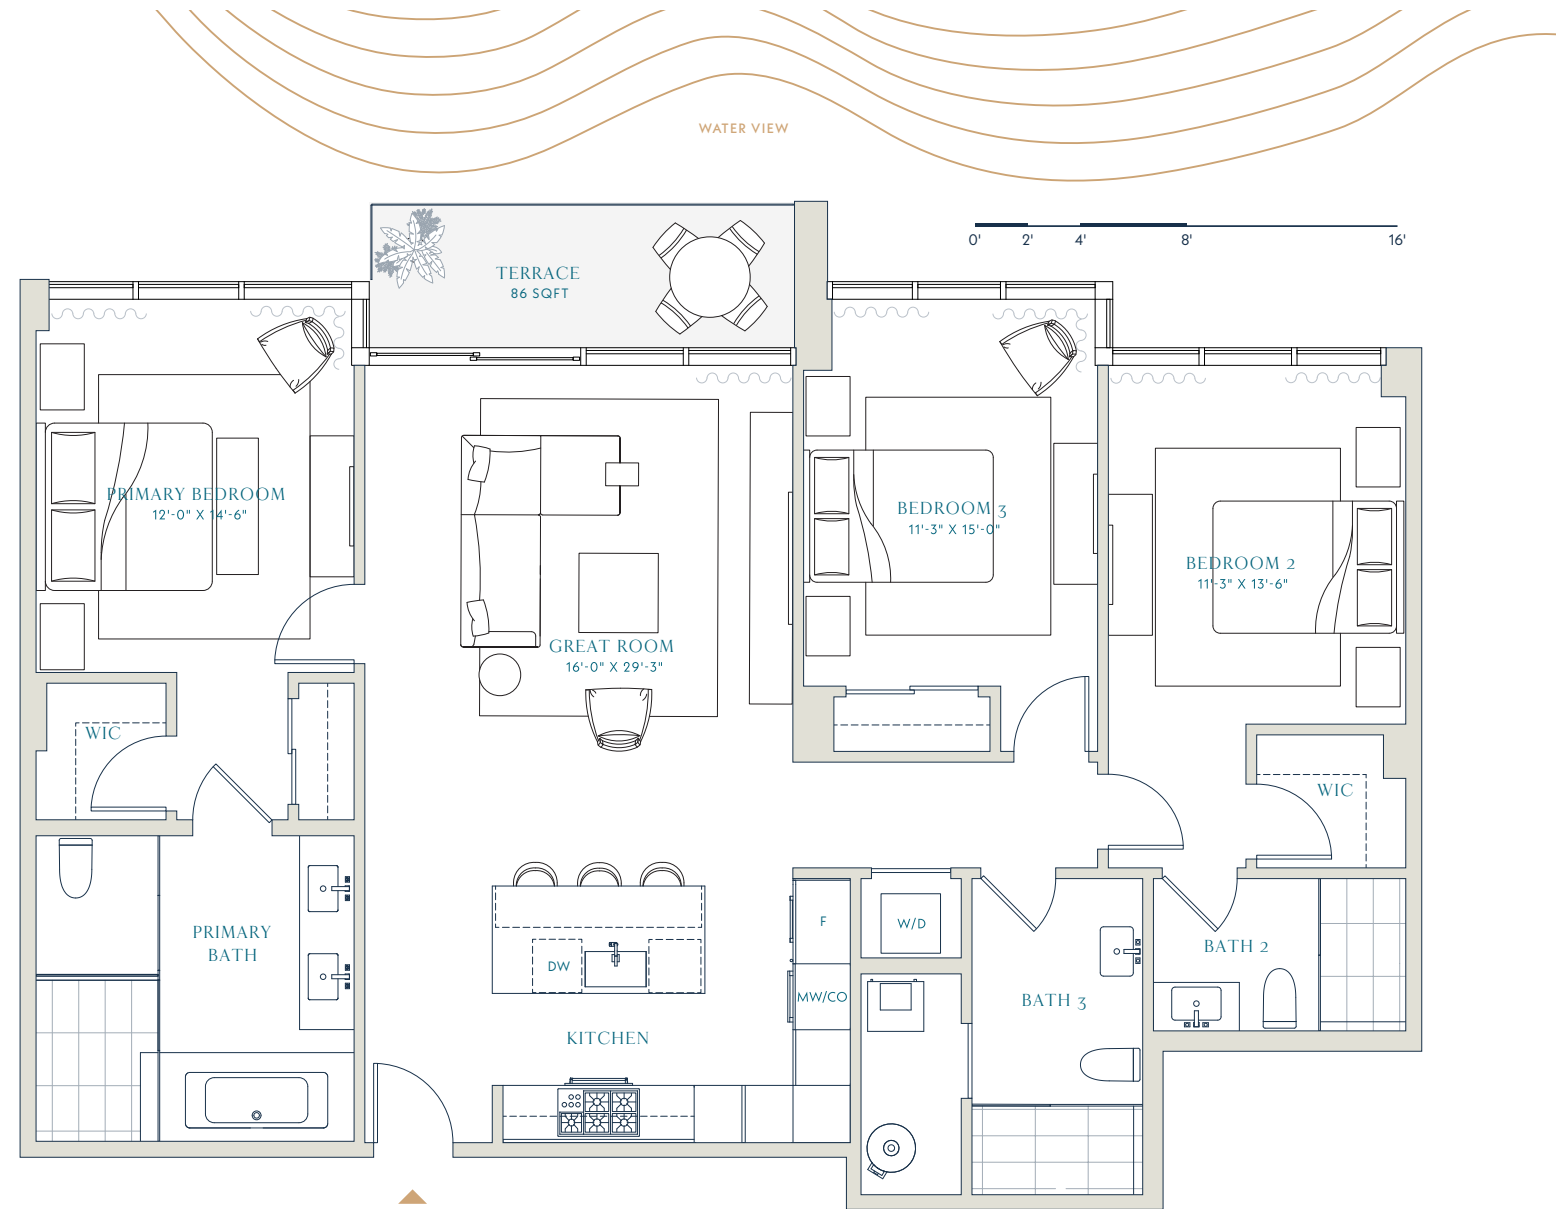 WATER VIEW
0' 2' 4' 8' 16'
TERRACE
86 SQFT
PRIMARY BEDROOM
12'-0" X 14'-6"
BEDROOM 3
11'-3" X 15'-0"
BEDROOM 2
11'-3" X 13'-6"
GREAT ROOM
16'-0" X 29'-3"
WIC
WIC
PRIMARY
BATH
F
W/D
BATH 2
DW
MW/CO
BATH 3
KITCHEN